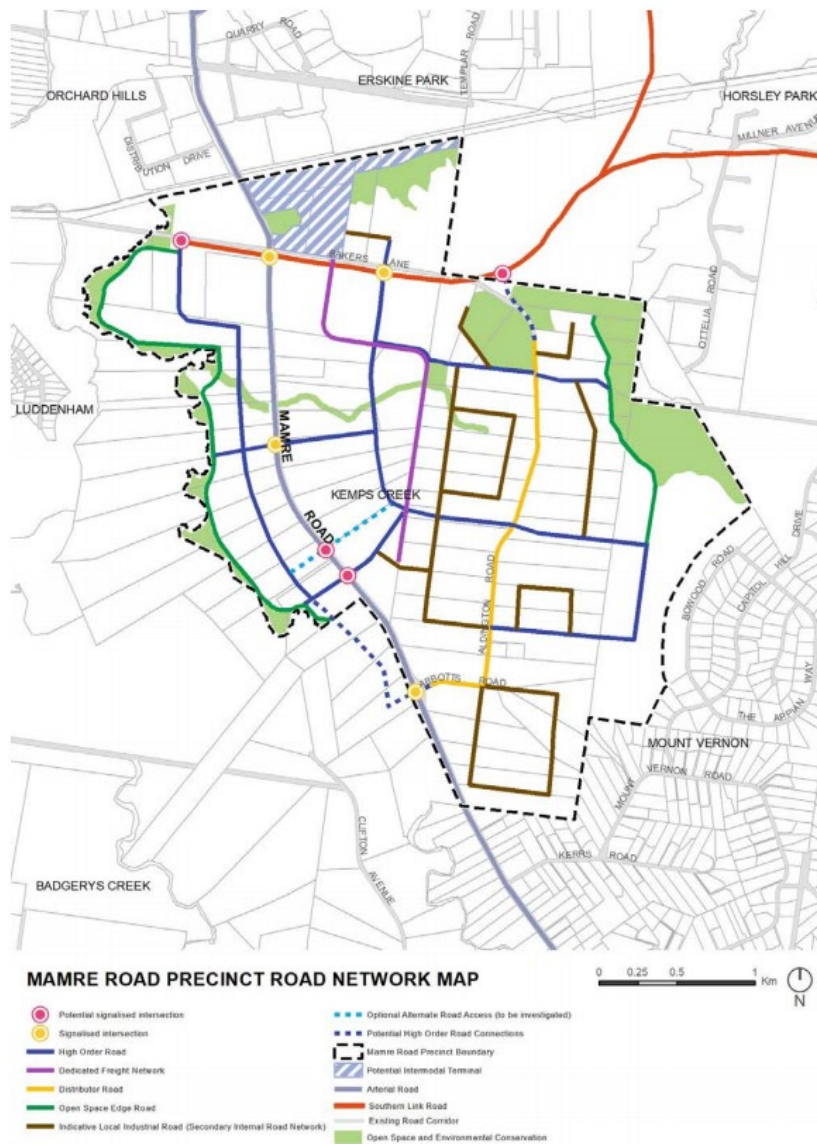 QUARRY ROAD
TEMPLAR ROAD
ERSKINE PARK
ORCHARD HILLS
HORSLEY PARK
MILLNER AVENUE
DISTRIBUTION DRIVE
BAKERS LANE
OTTELIA ROAD
LUDDENHAM
MAMRE ROAD
KEMPS CREEK
ALDINGTON ROAD
BOWOOD ROAD
CAPITOL HILL DRIVE
THE APPIAN WAY
ABBOTTS ROAD
MOUNT VERNON
MOUNT VERNON ROAD
CLIFTON AVENUE
KERRS ROAD
BADGERYS CREEK
MAMRE ROAD PRECINCT ROAD NETWORK MAP
0 0.25 0.5 1 Km
N
Potential signalised intersection
Signalised intersection
High Order Road
Dedicated Freight Network
Distributor Road
Open Space Edge Road
Indicative Local Industrial Road (Secondary Internal Road Network)
Optional Alternate Road Access (to be investigated)
Potential High Order Road Connections
Mamre Road Precinct Boundary
Potential Intermodal Terminal
Arterial Road
Southern Link Road
Existing Road Corridor
Open Space and Environmental Conservation